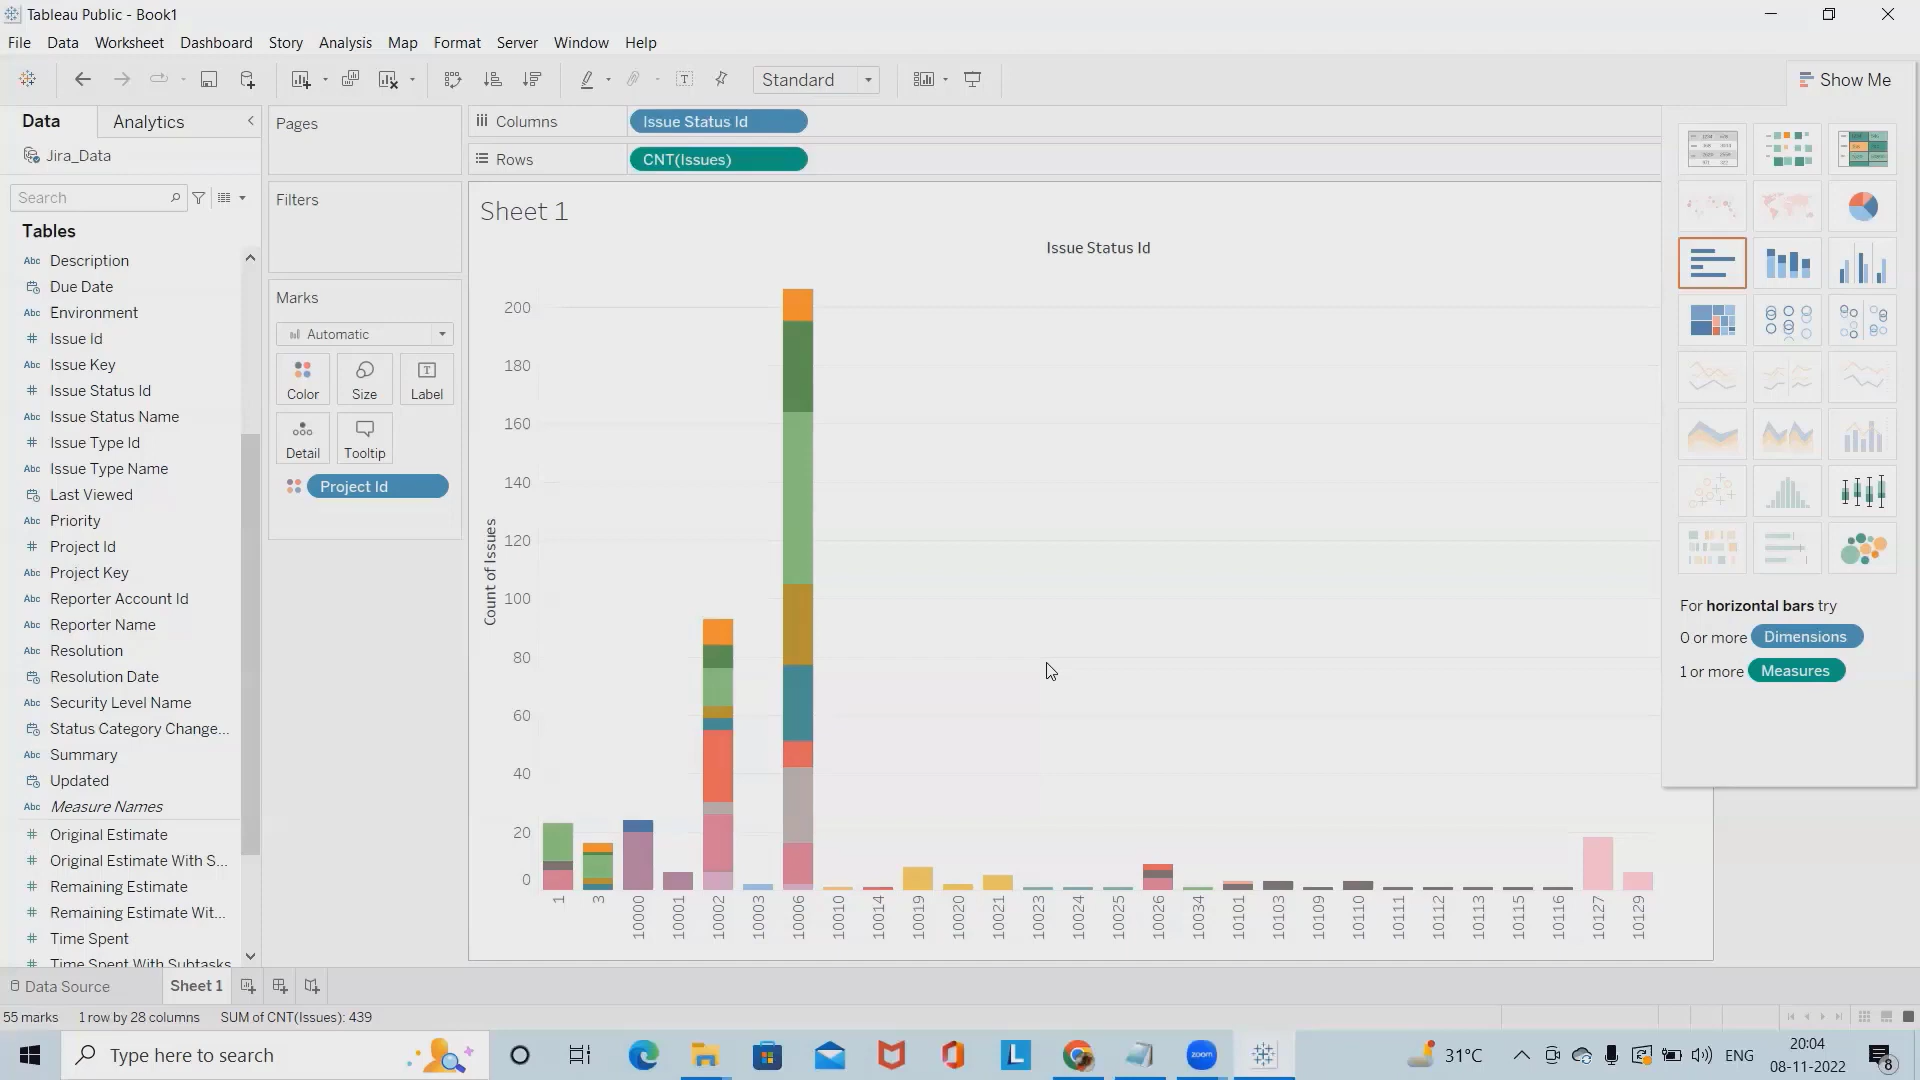 Tableau Public - Book1
File Data Worksheet Dashboard Story Analysis Map Format Server Window Help
Standard
Show Me
Data
Analytics
Jira_Data
Search
Tables
Description
Due Date
Environment
Issue Id
Issue Key
Issue Status Id
Issue Status Name
Issue Type Id
Issue Type Name
Last Viewed
Priority
Project Id
Project Key
Reporter Account Id
Reporter Name
Resolution
Resolution Date
Security Level Name
Status Category Change...
Summary
Updated
Measure Names
Original Estimate
Original Estimate With S...
Remaining Estimate
Remaining Estimate Wit...
Time Spent
Time Spent With Subtasks
Pages
Filters
Marks
Automatic
Color
Size
Label
Detail
Tooltip
Project Id
Columns
Issue Status Id
Rows
CNT(Issues)
Sheet 1
Issue Status Id
Count of Issues
200
180
160
140
120
100
80
60
40
20
0
1
3
10000
10001
10002
10003
10006
10010
10014
10019
10020
10021
10023
10024
10025
10026
10034
10101
10103
10109
10110
10111
10112
10113
10115
10116
10127
10129
For horizontal bars try
0 or more Dimensions
1 or more Measures
Data Source
Sheet 1
55 marks
1 row by 28 columns
SUM of CNT(Issues): 439
Type here to search
31°C
ENG
20:04
08-11-2022
8